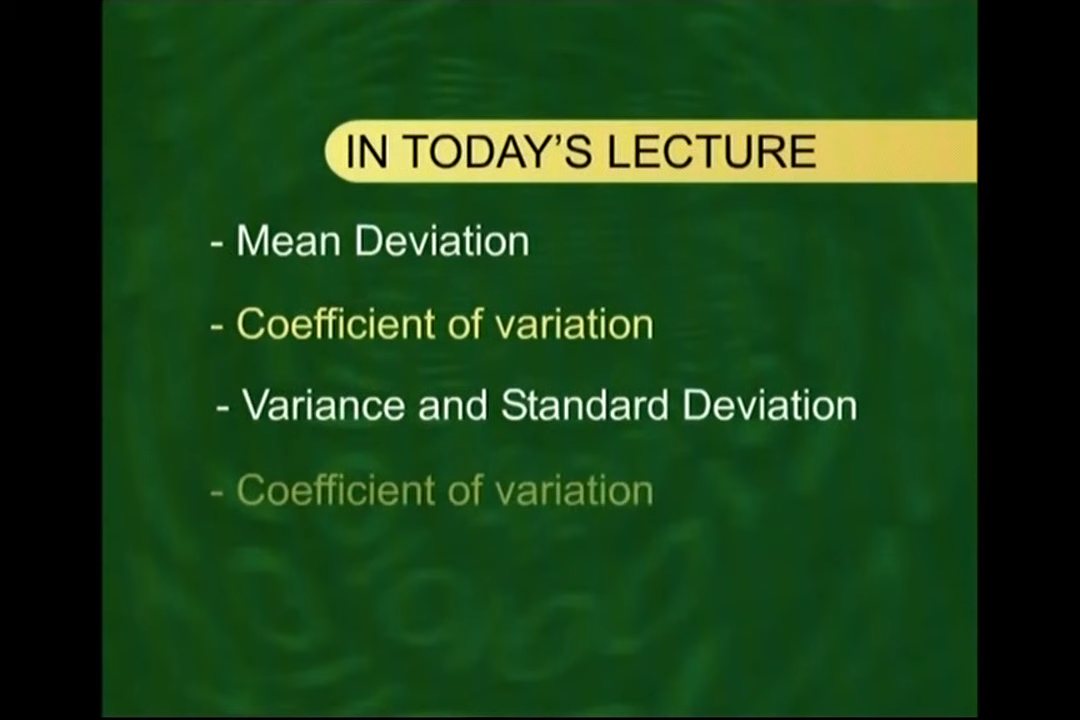 IN TODAY'S LECTURE
- Mean Deviation
- Coefficient of variation
- Variance and Standard Deviation
- Coefficient of variation